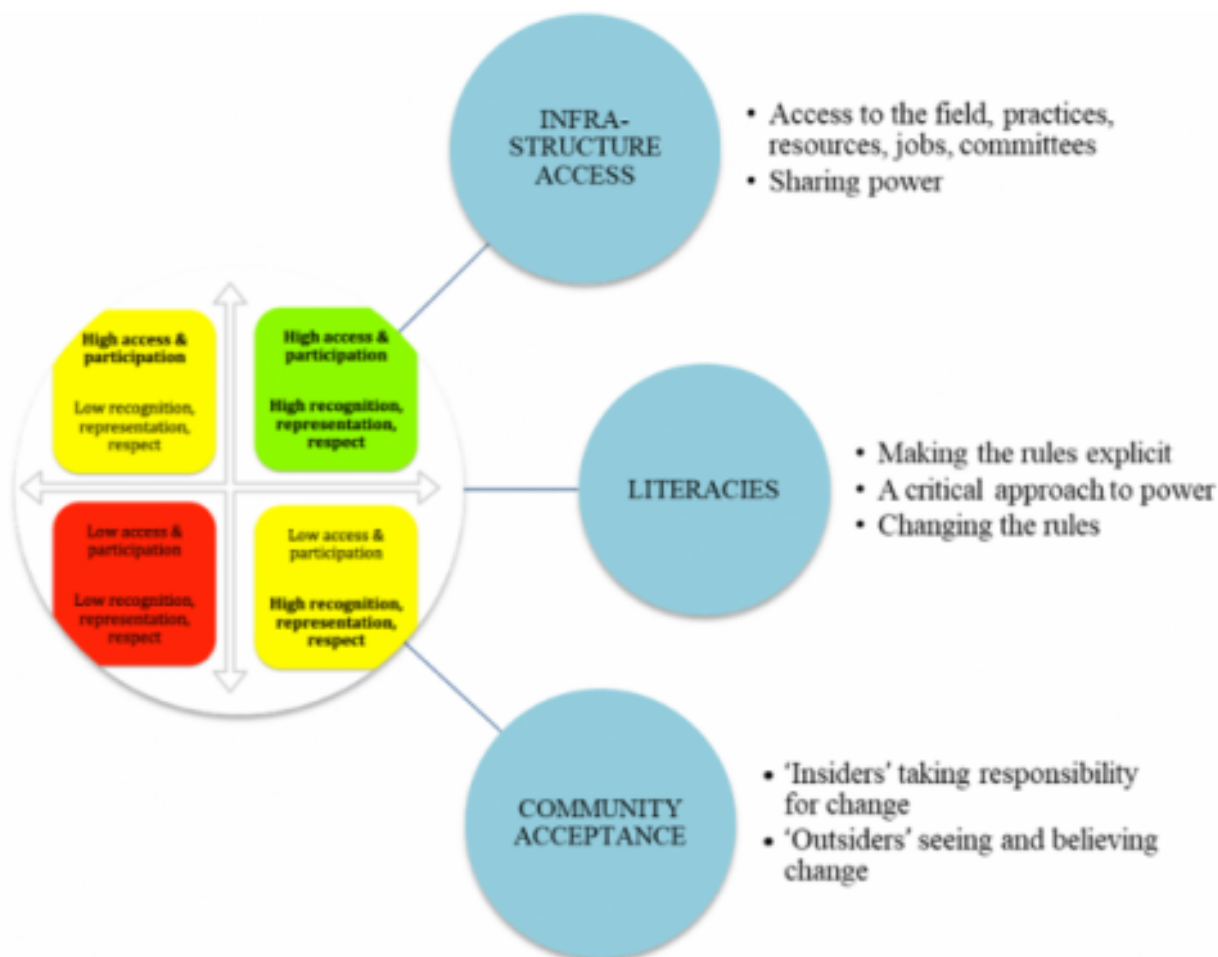 INFRA-
STRUCTURE
ACCESS
• Access to the field, practices,
resources, jobs, committees
• Sharing power
High access &
participation
Low recognition,
representation,
respect
High access &
participation
High recognition,
representation,
respect
Low access &
participation
Low recognition,
representation,
respect
Low access &
participation
High recognition,
representation,
respect
LITERACIES
• Making the rules explicit
• A critical approach to power
• Changing the rules
COMMUNITY
ACCEPTANCE
• ‘Insiders’ taking responsibility
for change
• ‘Outsiders’ seeing and believing
change